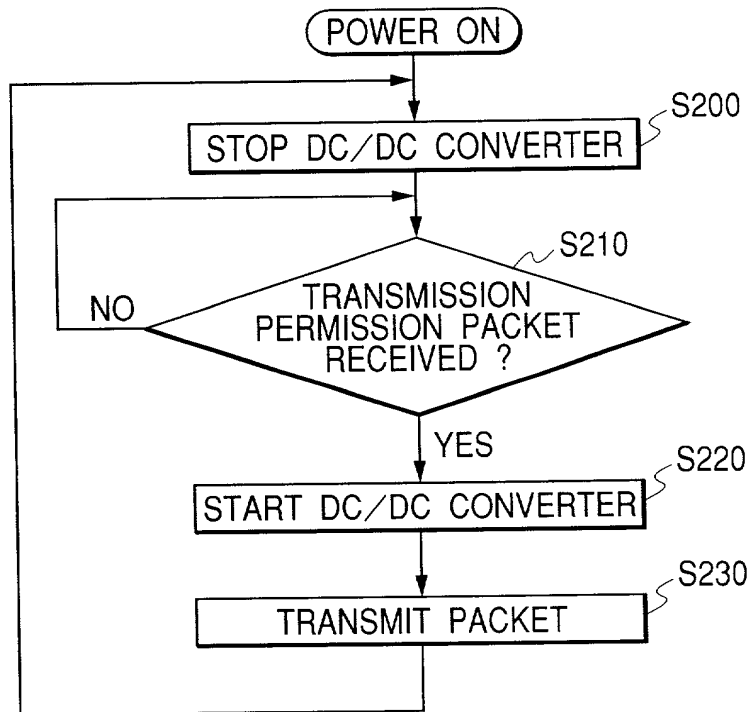 POWER ON
S200
STOP DC/DC CONVERTER
S210
TRANSMISSION
PERMISSION PACKET
RECEIVED ?
NO
YES
S220
START DC/DC CONVERTER
S230
TRANSMIT PACKET